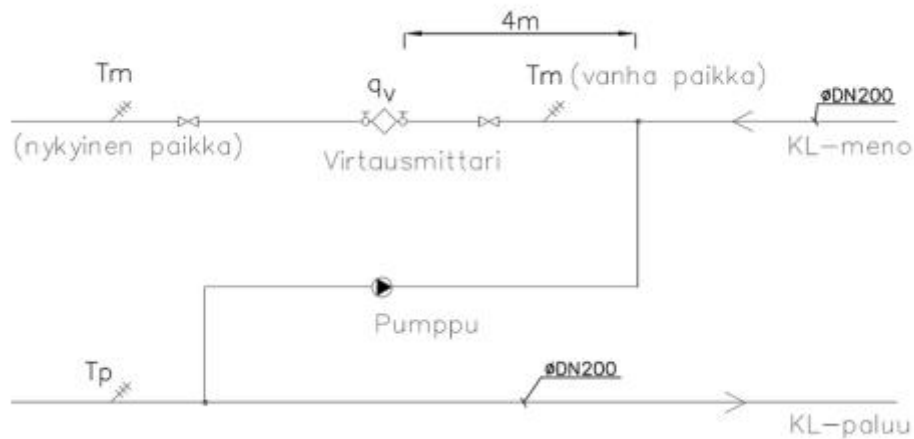 4m
Tm
qv
Tm (vanha paikka)
øDN200
(nykyinen paikka)
Virtausmittari
KL-meno
Pumppu
Tp
øDN200
KL-paluu